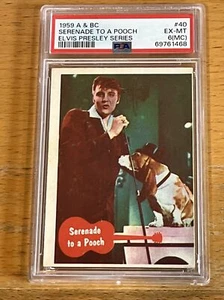 1959 A & BC #40
SERENADE TO A POOCH EX-MT
ELVIS PRESLEY SERIES 6(MC)
PSA 69761468
Serenade
to a Pooch